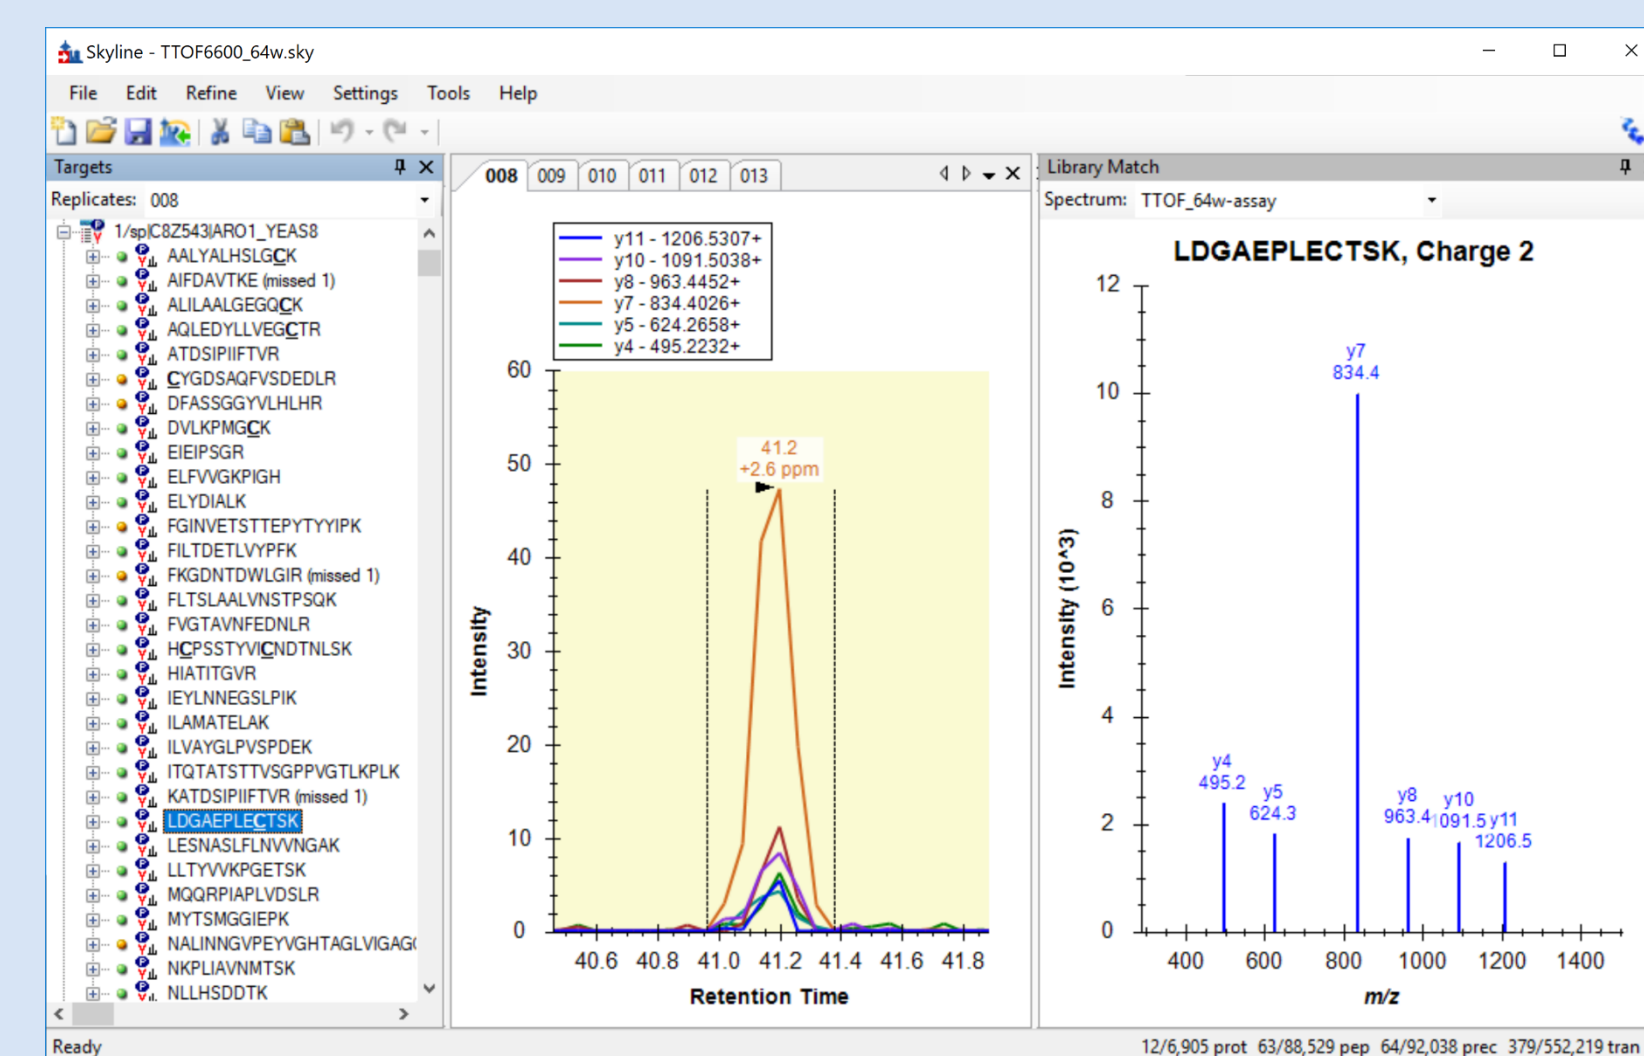 Skyline - TTOF6600_64w.sky
File Edit Refine View Settings Tools Help
Targets
Replicates: 008
1/sp|C8Z543|ARO1_YEAS8
AALYALHSLGCK
AIFDAVTKE (missed 1)
ALILAALGEGQCK
AQLEDYLLVEGCTR
ATDSIPIIFTVR
CYGDSAQFVSDEDLR
DFASSGGYVLHLHR
DVLKPMGCK
EIEIPSGR
ELFVVGKPIGH
ELYDIALK
FGINVETSTTEPYTYYIPK
FILTDETLVYPFK
FKGDNTDWLGIR (missed 1)
FLTSLAALVNSTPSQK
FVGTAVNFEDNLR
HCPSSTYVICNDTNLSK
HIATITGVR
IEYLNNEGSLPIK
ILAMATELAK
ILVAYGLPVSPDEK
ITQTATSTTVSGPPVGTLKPLK
KATDSIPIIFTVR (missed 1)
LDGAEPLECTSK
LESNASLFLNVVNGAK
LLTYVVKPGETSK
MQQRPIAPLVDSLR
MYTSMGGIEPK
NALINNGVPEYVGHTAGLVIGAG
NKPLIAVNMTSK
NLLHSDDTK
008 009 010 011 012 013
y11 - 1206.5307+
y10 - 1091.5038+
y8 - 963.4452+
y7 - 834.4026+
y5 - 624.2658+
y4 - 495.2232+
60
50
40
30
20
10
0
Intensity
41.2
+2.6 ppm
40.6 40.8 41.0 41.2 41.4 41.6 41.8
Retention Time
Library Match
Spectrum: TTOF_64w-assay
LDGAEPLECTSK, Charge 2
12
10
8
6
4
2
0
Intensity (10^3)
y7
834.4
y4
495.2
y5
624.3
y8
963.4
y10
1091.5
y11
1206.5
400 600 800 1000 1200 1400
m/z
Ready
12/6,905 prot 63/88,529 pep 64/92,038 prec 379/552,219 tran